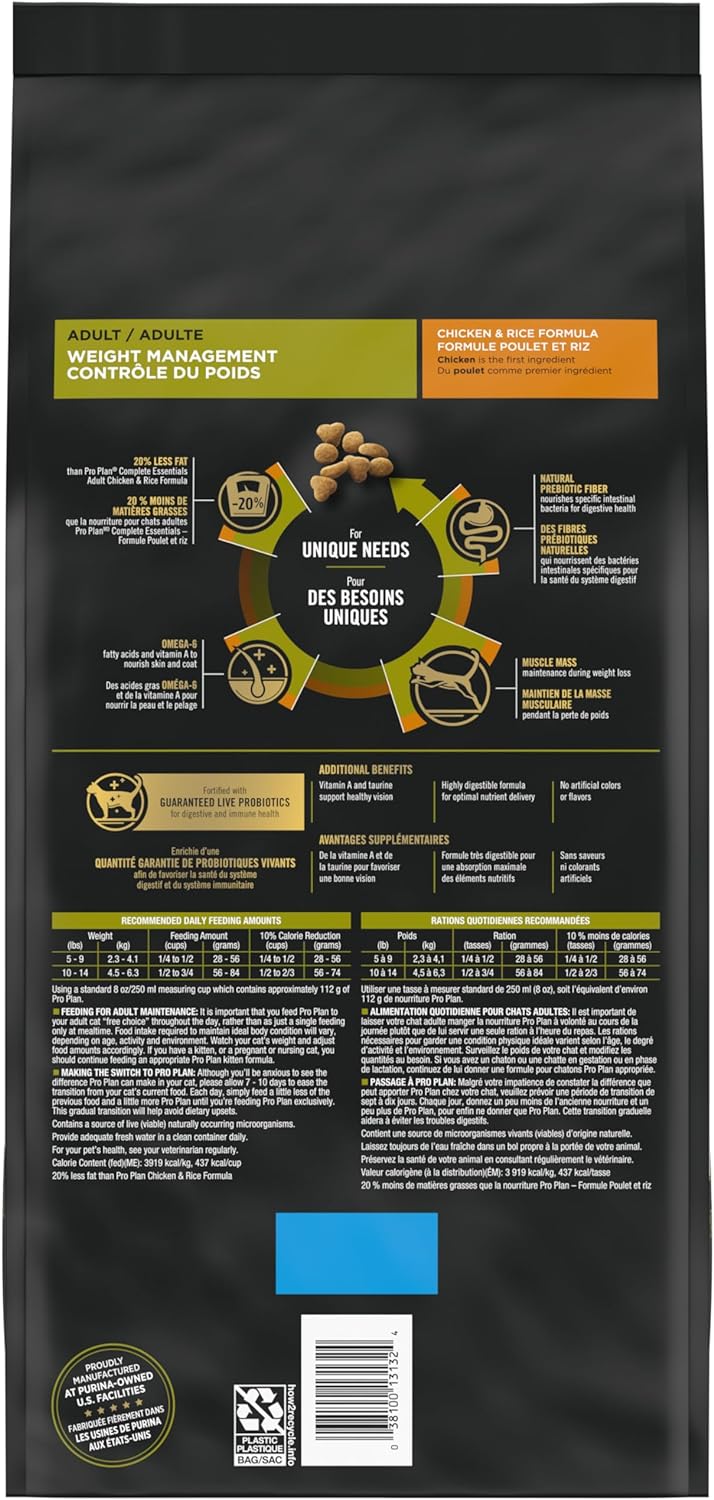 ADULT / ADULTE
WEIGHT MANAGEMENT
CONTRÔLE DU POIDS
CHICKEN & RICE FORMULA
FORMULE POULET ET RIZ
Chicken is the first ingredient
Du poulet comme premier ingrédient
20% LESS FAT
than Pro Plan® Complete Essentials
Adult Chicken & Rice Formula
20 % MOINS DE
MATIÈRES GRASSES
que la nourriture pour chats adultes
Pro Plan MD Complete Essentials –
Formule Poulet et riz
-20%
For
UNIQUE NEEDS
Pour
DES BESOINS
UNIQUES
NATURAL
PREBIOTIC FIBER
nourishes specific intestinal
bacteria for digestive health
DES FIBRES
PRÉBIOTIQUES
NATURELLES
qui nourrissent des bactéries
intestinales spécifiques pour
la santé du système digestif
OMEGA-6
fatty acids and vitamin A to
nourish skin and coat
Des acides gras OMÉGA-6
et de la vitamine A pour
nourrir la peau et le pelage
MUSCLE MASS
maintenance during weight loss
MAINTIEN DE LA MASSE
MUSCULAIRE
pendant la perte de poids
Fortified with
GUARANTEED LIVE PROBIOTICS
for digestive and immune health
Enrichie d'une
QUANTITÉ GARANTIE DE PROBIOTIQUES VIVANTS
afin de favoriser la santé du système
digestif et du système immunitaire
ADDITIONAL BENEFITS
Vitamin A and taurine
support healthy vision
Highly digestible formula
for optimal nutrient delivery
No artificial colors
or flavors
AVANTAGES SUPPLÉMENTAIRES
De la vitamine A et de
la taurine pour favoriser
une bonne vision
Formule très digestible pour
une absorption maximale
des éléments nutritifs
Sans saveurs
ni colorants
artificiels
RECOMMENDED DAILY FEEDING AMOUNTS
Weight Feeding Amount 10% Calorie Reduction
(lbs) (kg) (cups) (grams) (cups) (grams)
5 - 9 2.3 - 4.1 1/4 to 1/2 28 - 56 1/4 to 1/2 28 - 56
10 - 14 4.5 - 6.3 1/2 to 3/4 56 - 84 1/2 to 2/3 56 - 74
Using a standard 8 oz/250 ml measuring cup which contains approximately 112 g of
Pro Plan.
FEEDING FOR ADULT MAINTENANCE: It is important that you feed Pro Plan to
your adult cat "free choice" throughout the day, rather than as just a single feeding
only at mealtime. Food intake required to maintain ideal body condition will vary,
depending on age, activity and environment. Watch your cat's weight and adjust
food amounts accordingly. If you have a kitten, or a pregnant or nursing cat, you
should continue feeding an appropriate Pro Plan kitten formula.
MAKING THE SWITCH TO PRO PLAN: Although you'll be anxious to see the
difference Pro Plan can make in your cat, please allow 7 - 10 days to ease the
transition from your cat's current food. Each day, simply feed a little less of the
previous food and a little more Pro Plan until you're feeding Pro Plan exclusively.
This gradual transition will help avoid dietary upsets.
Contains a source of live (viable) naturally occurring microorganisms.
Provide adequate fresh water in a clean container daily.
For your pet's health, see your veterinarian regularly.
Calorie Content (fed)(ME): 3919 kcal/kg, 437 kcal/cup
20% less fat than Pro Plan Chicken & Rice Formula
RATIONS QUOTIDIENNES RECOMMANDÉES
Poids Ration 10 % moins de calories
(lb) (kg) (tasses) (grammes) (tasses) (grammes)
5 à 9 2,3 à 4,1 1/4 à 1/2 28 à 56 1/4 à 1/2 28 à 56
10 à 14 4,5 à 6,3 1/2 à 3/4 56 à 84 1/2 à 2/3 56 à 74
Utiliser une tasse à mesurer standard de 250 ml (8 oz), soit l'équivalent d'environ
112 g de nourriture Pro Plan.
ALIMENTATION QUOTIDIENNE POUR CHATS ADULTES: Il est important de
laisser votre chat adulte manger la nourriture Pro Plan à volonté au cours de la
journée plutôt que de lui servir une seule ration à l'heure du repas. Les rations
nécessaires pour garder une condition physique idéale varient selon l'âge, le degré
d'activité et l'environnement. Surveillez le poids de votre chat et modifiez les
quantités au besoin. Si vous avez un chaton ou une chatte en gestation ou en phase
de lactation, continuez de lui donner une formule pour chatons Pro Plan appropriée.
PASSAGE À PRO PLAN: Malgré votre impatience de constater la différence que
peut apporter Pro Plan chez votre chat, veuillez prévoir une période de transition de
sept à dix jours. Chaque jour, donnez un peu moins de l'ancienne nourriture et un
peu plus de Pro Plan, pour enfin ne donner que Pro Plan. Cette transition graduelle
aidera à éviter les troubles digestifs.
Contient une source de microorganismes vivants (viables) d'origine naturelle.
Laissez toujours de l'eau fraîche dans un bol propre à la portée de votre animal.
Préservez la santé de votre animal en consultant régulièrement le vétérinaire.
Valeur calorigène (à la distribution)(ÉM): 3 919 kcal/kg, 437 kcal/tasse
20 % moins de matières grasses que la nourriture Pro Plan – Formule Poulet et riz
PROUDLY
MANUFACTURED
AT PURINA-OWNED
U.S. FACILITIES
FABRIQUÉE FIÈREMENT DANS
LES USINES DE PURINA
AUX ÉTATS-UNIS
how2recycle.info
PLASTIC
PLASTIQUE
BAG/SAC
0 38100 13132 4